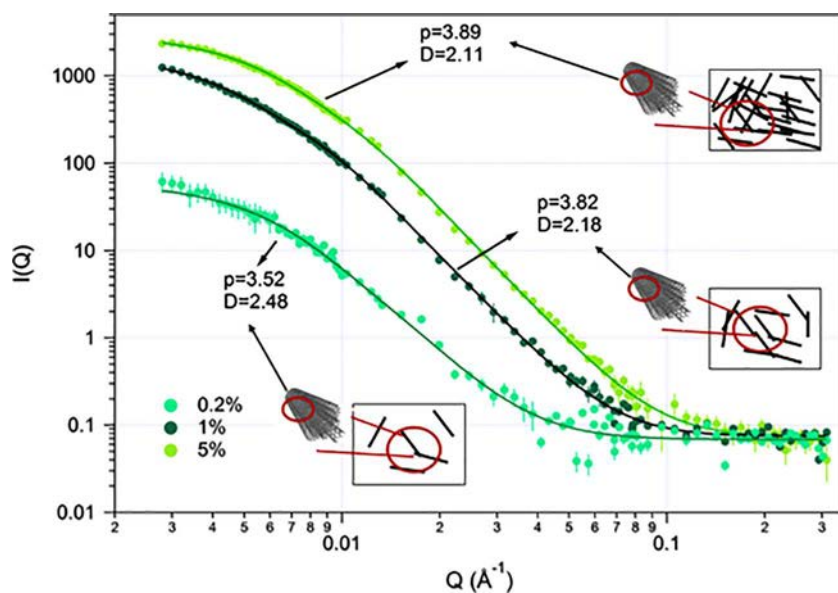 p=3.89
D=2.11
1000
100
10
1
0.1
0.01
I(Q)
p=3.82
D=2.18
p=3.52
D=2.48
0.2%
1%
5%
2 3 4 5 6 7 8 9 2 3 4 5 6 7 8 9 2 3
0.01 0.1
Q (Å⁻¹)